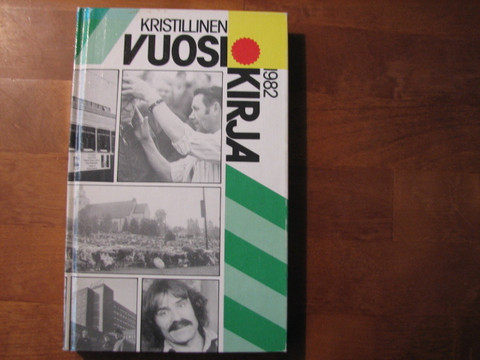 KRISTILLINEN
VUOSI
KIRJA
1982